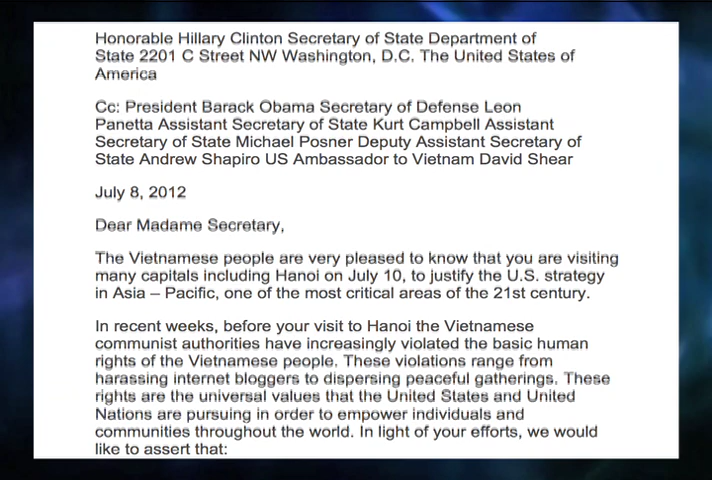 Honorable Hillary Clinton Secretary of State Department of
State 2201 C Street NW Washington, D.C. The United States of
America
Cc: President Barack Obama Secretary of Defense Leon
Panetta Assistant Secretary of State Kurt Campbell Assistant
Secretary of State Michael Posner Deputy Assistant Secretary of
State Andrew Shapiro US Ambassador to Vietnam David Shear
July 8, 2012
Dear Madame Secretary,
The Vietnamese people are very pleased to know that you are visiting
many capitals including Hanoi on July 10, to justify the U.S. strategy
in Asia – Pacific, one of the most critical areas of the 21st century.
In recent weeks, before your visit to Hanoi the Vietnamese
communist authorities have increasingly violated the basic human
rights of the Vietnamese people. These violations range from
harassing internet bloggers to dispersing peaceful gatherings. These
rights are the universal values that the United States and United
Nations are pursuing in order to empower individuals and
communities throughout the world. In light of your efforts, we would
like to assert that: